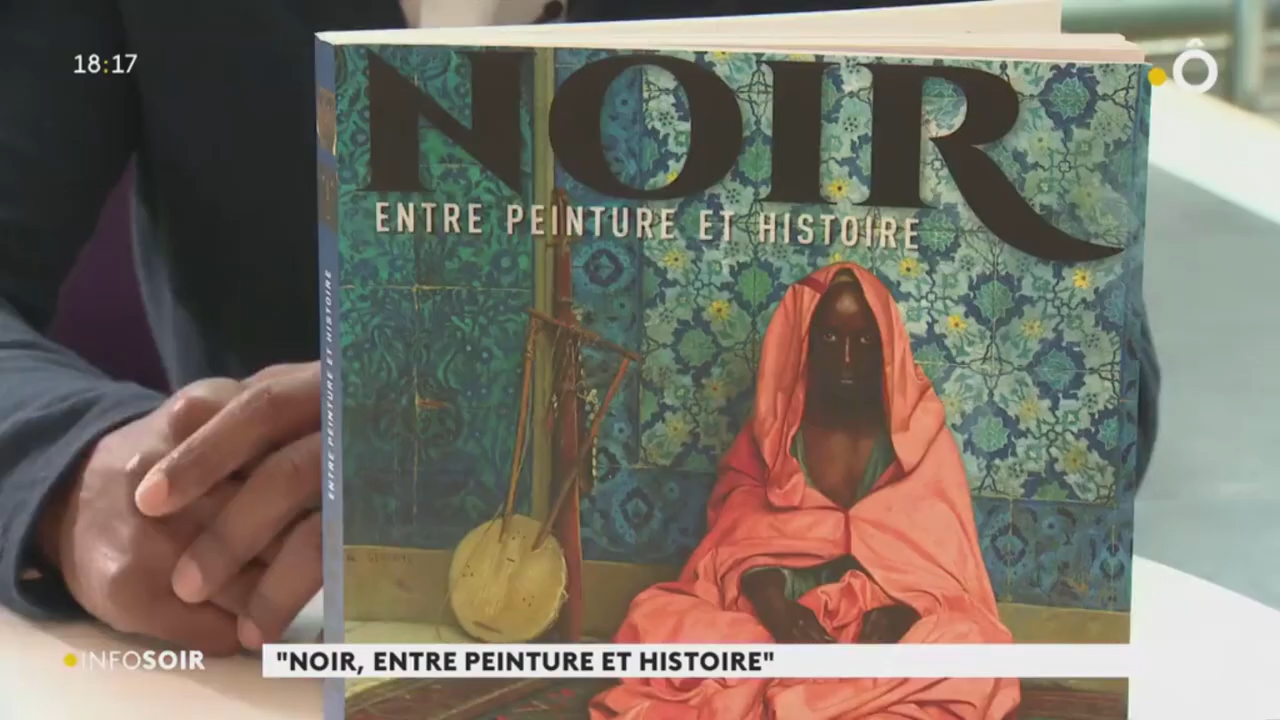 18:17
Ô
NOIR
ENTRE PEINTURE ET HISTOIRE
ENTRE PEINTURE ET HISTOIRE
INFOSOIR
"NOIR, ENTRE PEINTURE ET HISTOIRE"